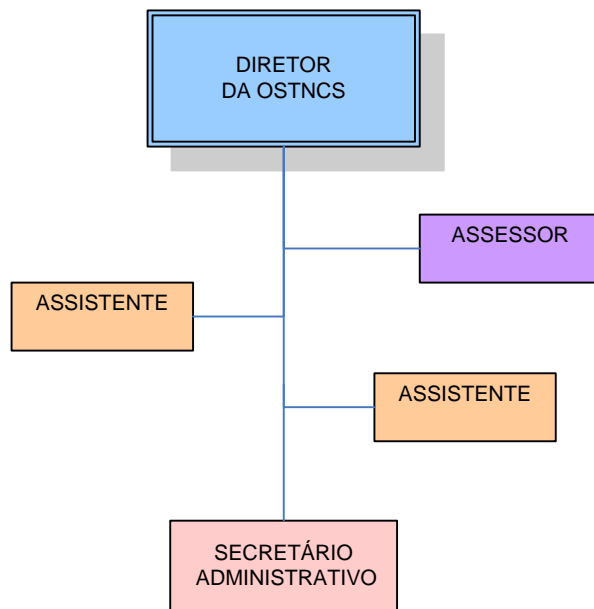 DIRETOR
DA OSTNCS
ASSESSOR
ASSISTENTE
ASSISTENTE
SECRETÁRIO
ADMINISTRATIVO